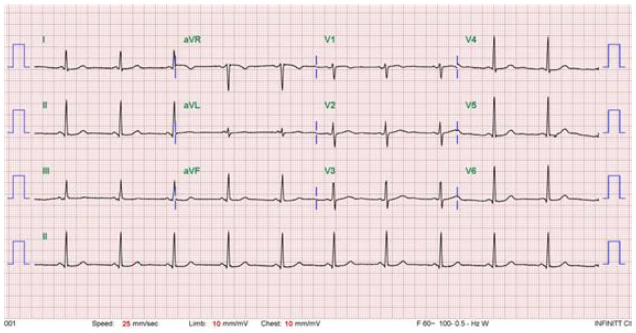 I aVR V1 V4
II aVL V2 V5
III aVF V3 V6
II
001 Speed: 25 mm/sec Limb: 10 mm/mV Chest: 10 mm/mV F 60~ 100- 0.5 - Hz W INFINITT C